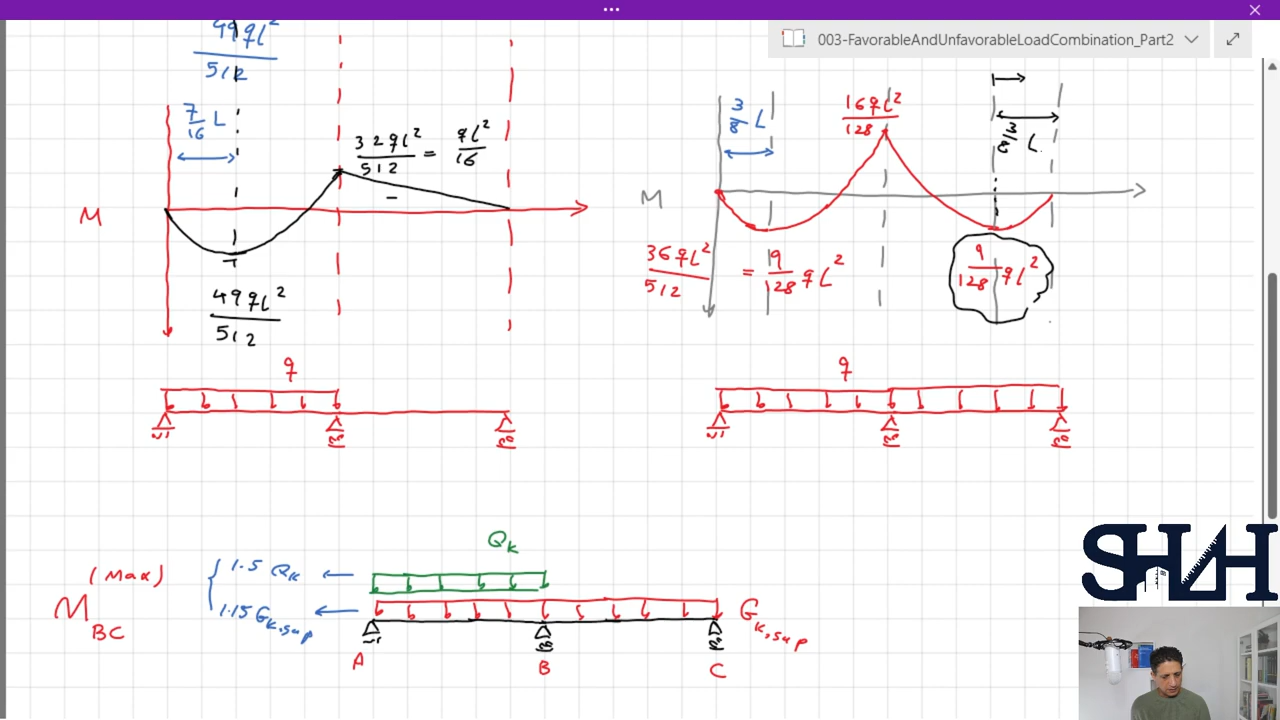 003-FavorableAndUnfavorableLoadCombination_Part2
49qL²
512
7/16 L
32qL²/512 = qL²/16
M
-
49qL²
512
3/8 L
16qL²
128
3/8 L
M
36qL²/512 = 9/128 qL²
9/128 qL²
q
q
(Max)
M BC
1.5 Qk
1.15 Gk,sup
Qk
Gk,sup
A
B
C
SHZH